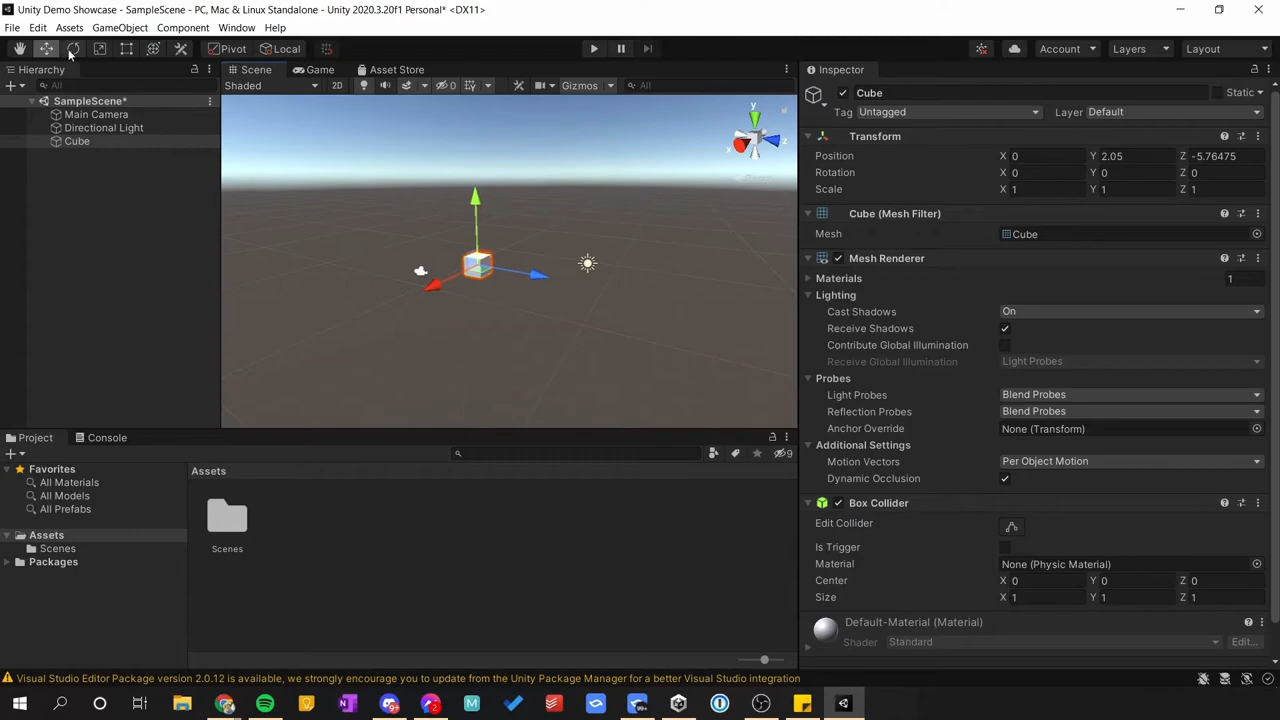 Unity Demo Showcase - SampleScene - PC, Mac & Linux Standalone - Unity 2020.3.20f1 Personal* <DX11>
File Edit Assets GameObject Component Window Help
Pivot Local Account Layers Layout
Hierarchy
All
SampleScene*
Main Camera
Directional Light
Cube
Scene Game Asset Store
Shaded 2D 0 Gizmos All
y
x
z
Inspector
Cube Static
Tag Untagged Layer Default
Transform
Position X 0 Y 2.05 Z -5.76475
Rotation X 0 Y 0 Z 0
Scale X 1 Y 1 Z 1
Cube (Mesh Filter)
Mesh Cube
Mesh Renderer
Materials 1
Lighting
Cast Shadows On
Receive Shadows
Contribute Global Illumination
Receive Global Illumination Light Probes
Probes
Light Probes Blend Probes
Reflection Probes Blend Probes
Anchor Override None (Transform)
Additional Settings
Motion Vectors Per Object Motion
Dynamic Occlusion
Box Collider
Edit Collider
Is Trigger
Material None (Physic Material)
Center X 0 Y 0 Z 0
Size X 1 Y 1 Z 1
Default-Material (Material)
Shader Standard Edit...
Project Console
9
Favorites
All Materials
All Models
All Prefabs
Assets
Scenes
Packages
Assets
Scenes
Visual Studio Editor Package version 2.0.12 is available, we strongly encourage you to update from the Unity Package Manager for a better Visual Studio integration